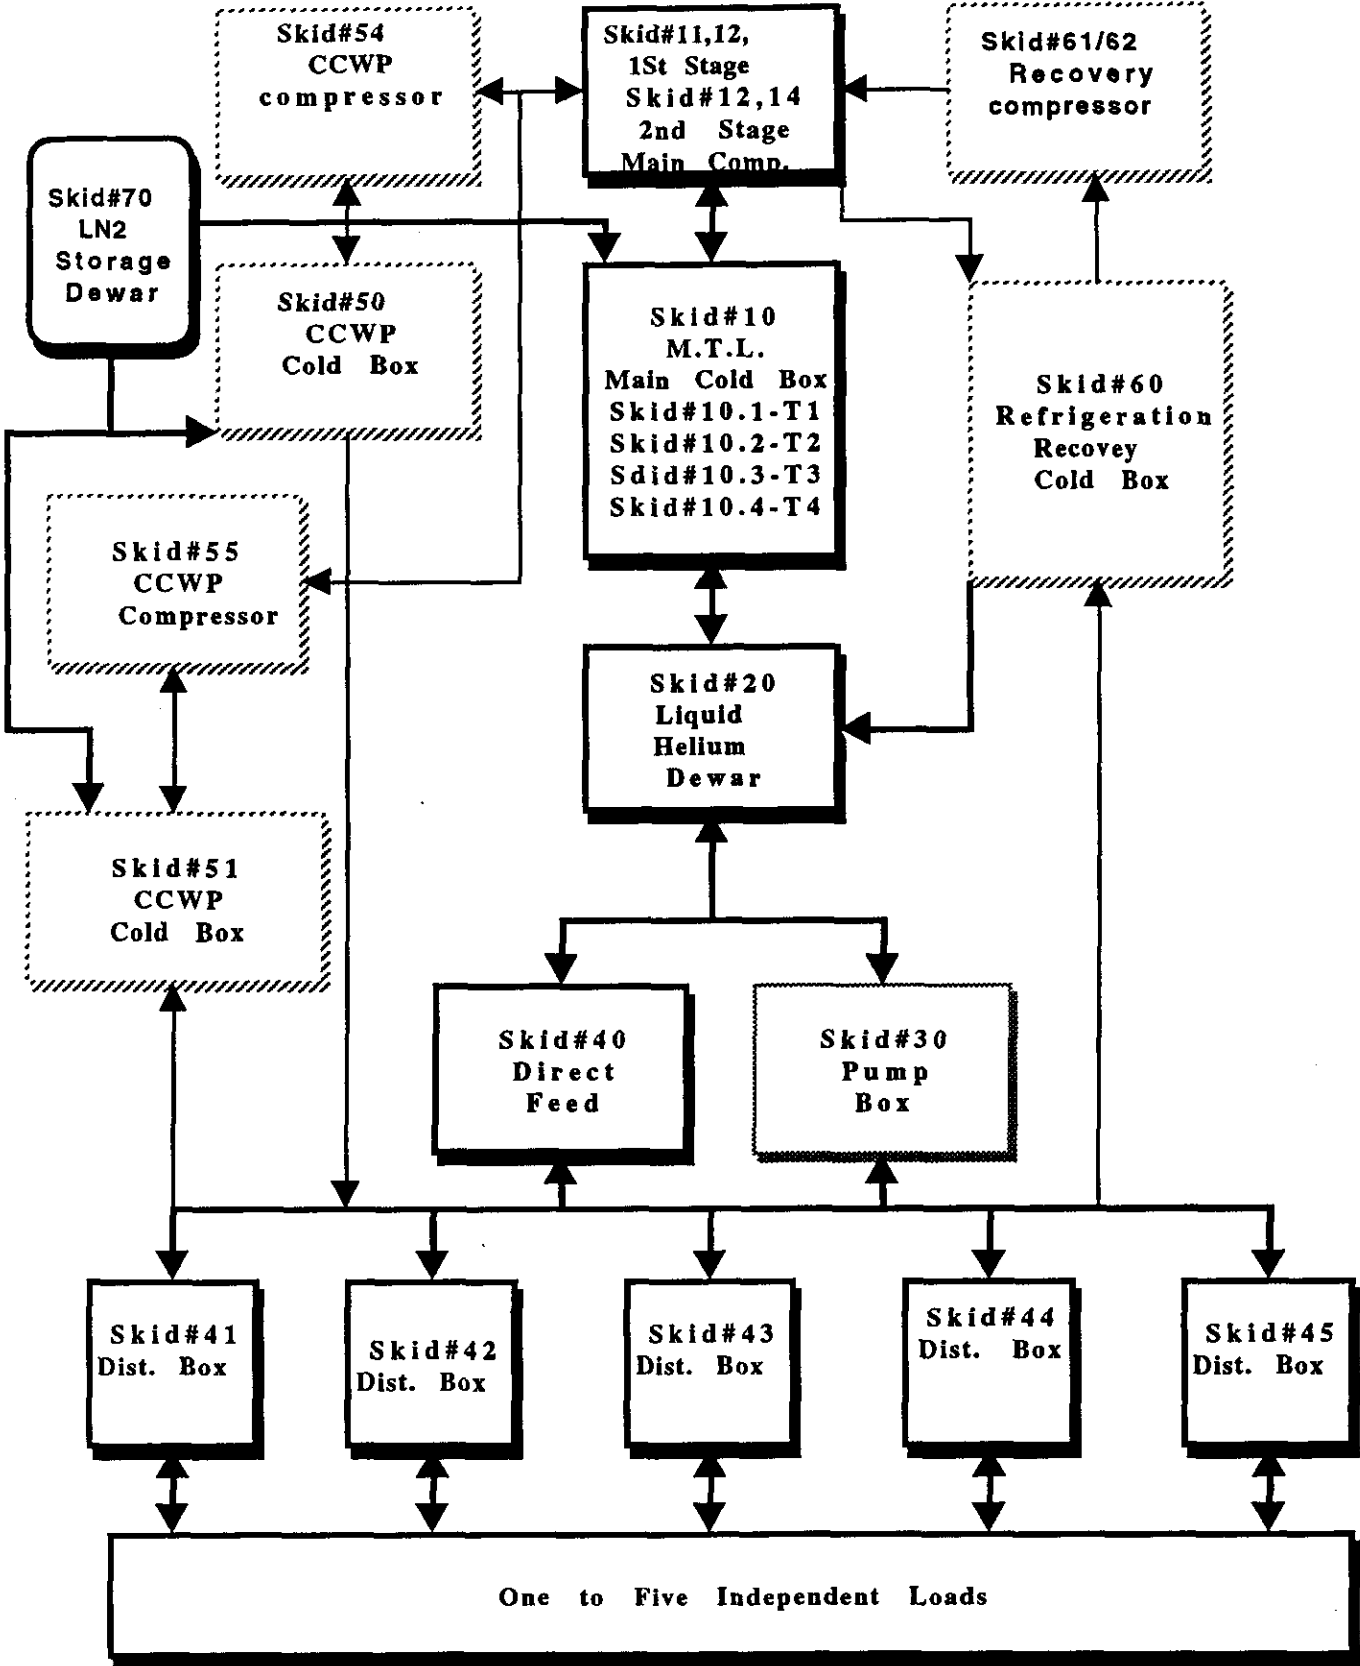 Skid#54
CCWP
compressor
Skid#11,12,
1St Stage
Skid#12,14
2nd Stage
Main Comp.
Skid#61/62
Recovery
compressor
Skid#70
LN2
Storage
Dewar
Skid#50
CCWP
Cold Box
Skid#10
M.T.L.
Main Cold Box
Skid#10.1-T1
Skid#10.2-T2
Sdid#10.3-T3
Skid#10.4-T4
Skid#60
Refrigeration
Recovey
Cold Box
Skid#55
CCWP
Compressor
Skid#20
Liquid
Helium
Dewar
Skid#51
CCWP
Cold Box
Skid#40
Direct
Feed
Skid#30
Pump
Box
Skid#41
Dist. Box
Skid#42
Dist. Box
Skid#43
Dist. Box
Skid#44
Dist. Box
Skid#45
Dist. Box
One to Five Independent Loads